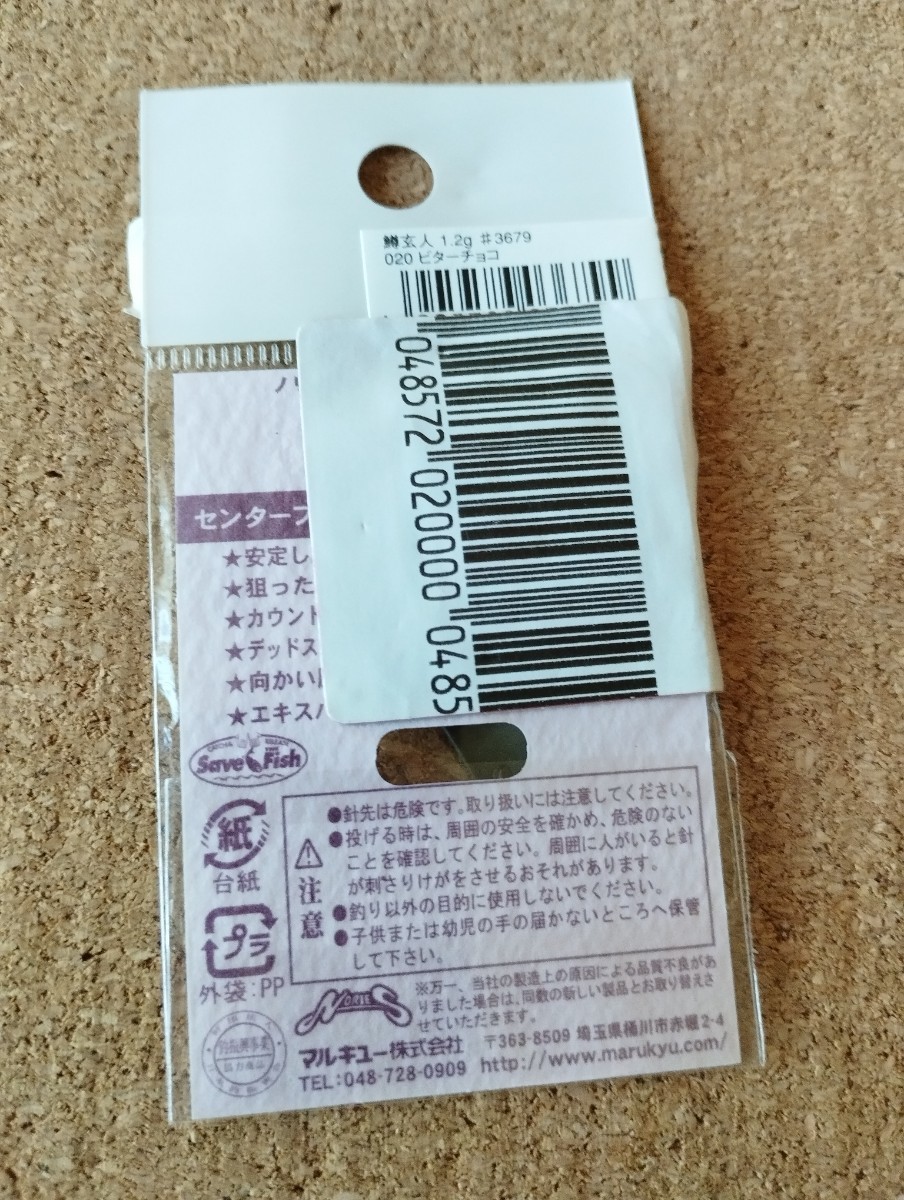 鱒玄人 1.2g ♯3679
020 ビターチョコ
048572 020000 0485
センターフ
★安定し
★狙った
★カウント
★デッドス
★向かい
★エキス
CATCH & RELEASE
Save Fish
紙
台紙
プラ
外袋：PP
注意
●針先は危険です。取り扱いには注意してください。
●投げる時は、周囲の安全を確かめ、危険のない
ことを確認してください。周囲に人がいると針
が刺さりけがをさせるおそれがあります。
●釣り以外の目的に使用しないでください。
●子供または幼児の手の届かないところへ保管
して下さい。
NORIES
※万一、当社の製造上の原因による品質不良があ
りました場合は、同数の新しい製品とお取り替えさ
せていただきます。
マルキユー株式会社
〒363-8509 埼玉県桶川市赤堀2-4
TEL:048-728-0909
http://www.marukyu.com/